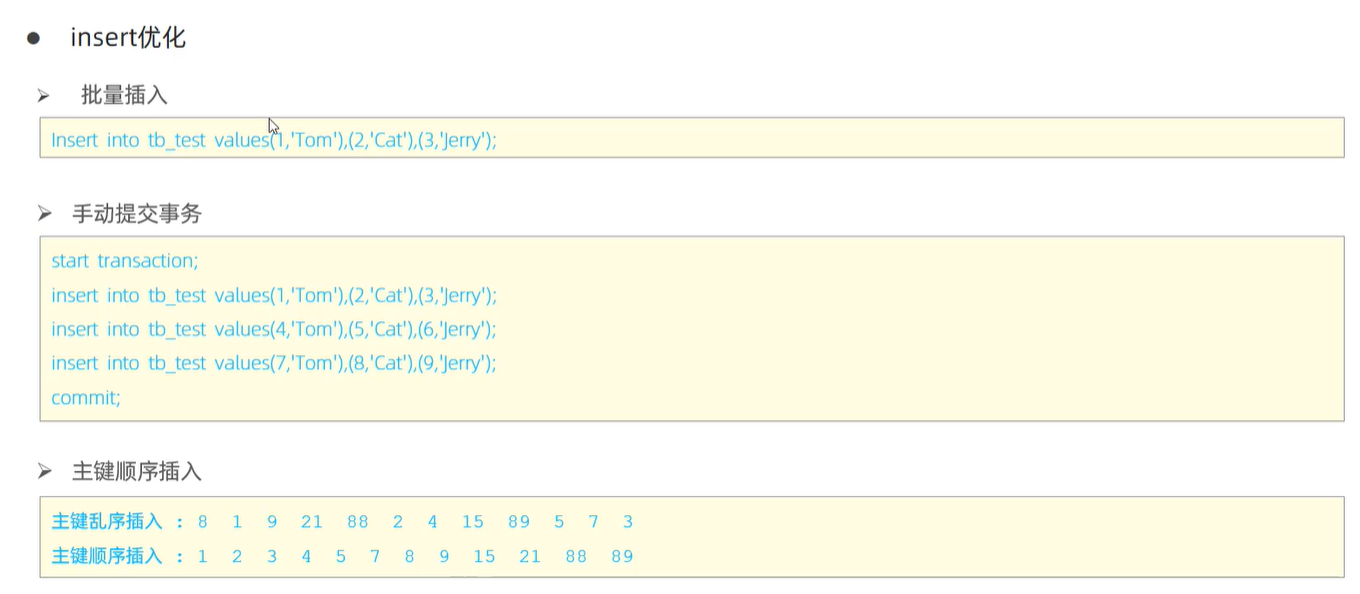 insert优化
批量插入
Insert into tb_test values(1,'Tom'),(2,'Cat'),(3,'Jerry');
手动提交事务
start transaction;
insert into tb_test values(1,'Tom'),(2,'Cat'),(3,'Jerry');
insert into tb_test values(4,'Tom'),(5,'Cat'),(6,'Jerry');
insert into tb_test values(7,'Tom'),(8,'Cat'),(9,'Jerry');
commit;
主键顺序插入
主键乱序插入 : 8 1 9 21 88 2 4 15 89 5 7 3
主键顺序插入 : 1 2 3 4 5 7 8 9 15 21 88 89